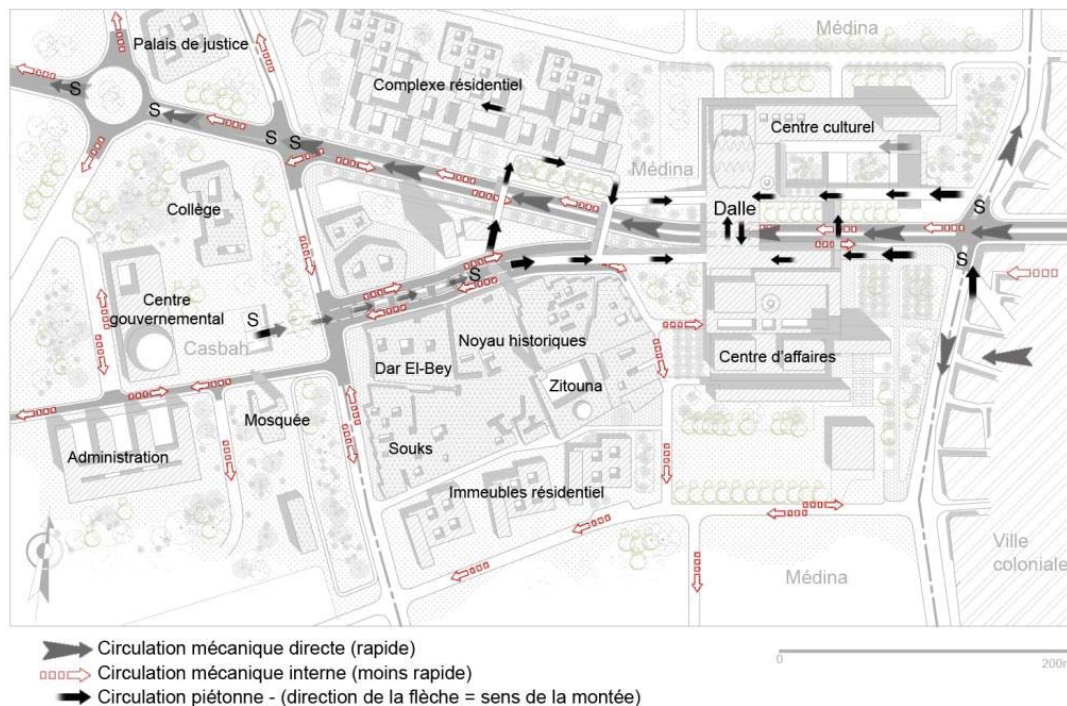 Palais de justice
Médina
Complexe résidentiel
Centre culturel
Médina
Collège
Dalle
S
S
S
S
S
S
S
S
Centre
gouvernemental
Casbah
Noyau historiques
Dar El-Bey
Zitouna
Centre d'affaires
Mosquée
Souks
Administration
Immeubles résidentiel
Ville
coloniale
Médina
Circulation mécanique directe (rapide)
Circulation mécanique interne (moins rapide)
Circulation piétonne - (direction de la flèche = sens de la montée)
0
200m